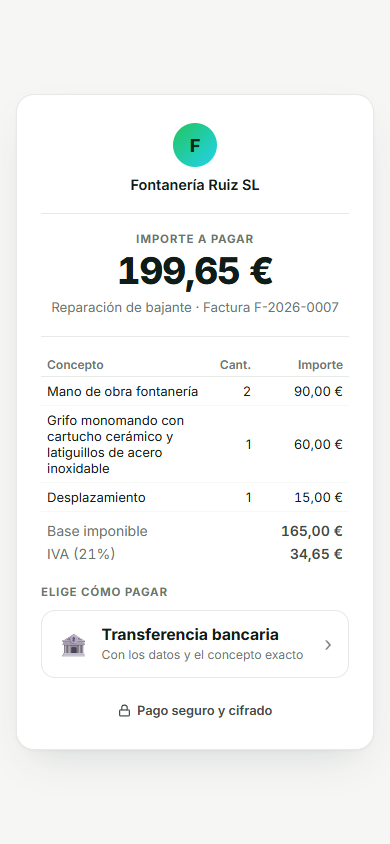 F
Fontanería Ruiz SL
IMPORTE A PAGAR
199,65 €
Reparación de bajante · Factura F-2026-0007
Concepto Cant. Importe
Mano de obra fontanería 2 90,00 €
Grifo monomando con
cartucho cerámico y
latiguillos de acero
inoxidable 1 60,00 €
Desplazamiento 1 15,00 €
Base imponible 165,00 €
IVA (21%) 34,65 €
ELIGE CÓMO PAGAR
Transferencia bancaria
Con los datos y el concepto exacto
Pago seguro y cifrado